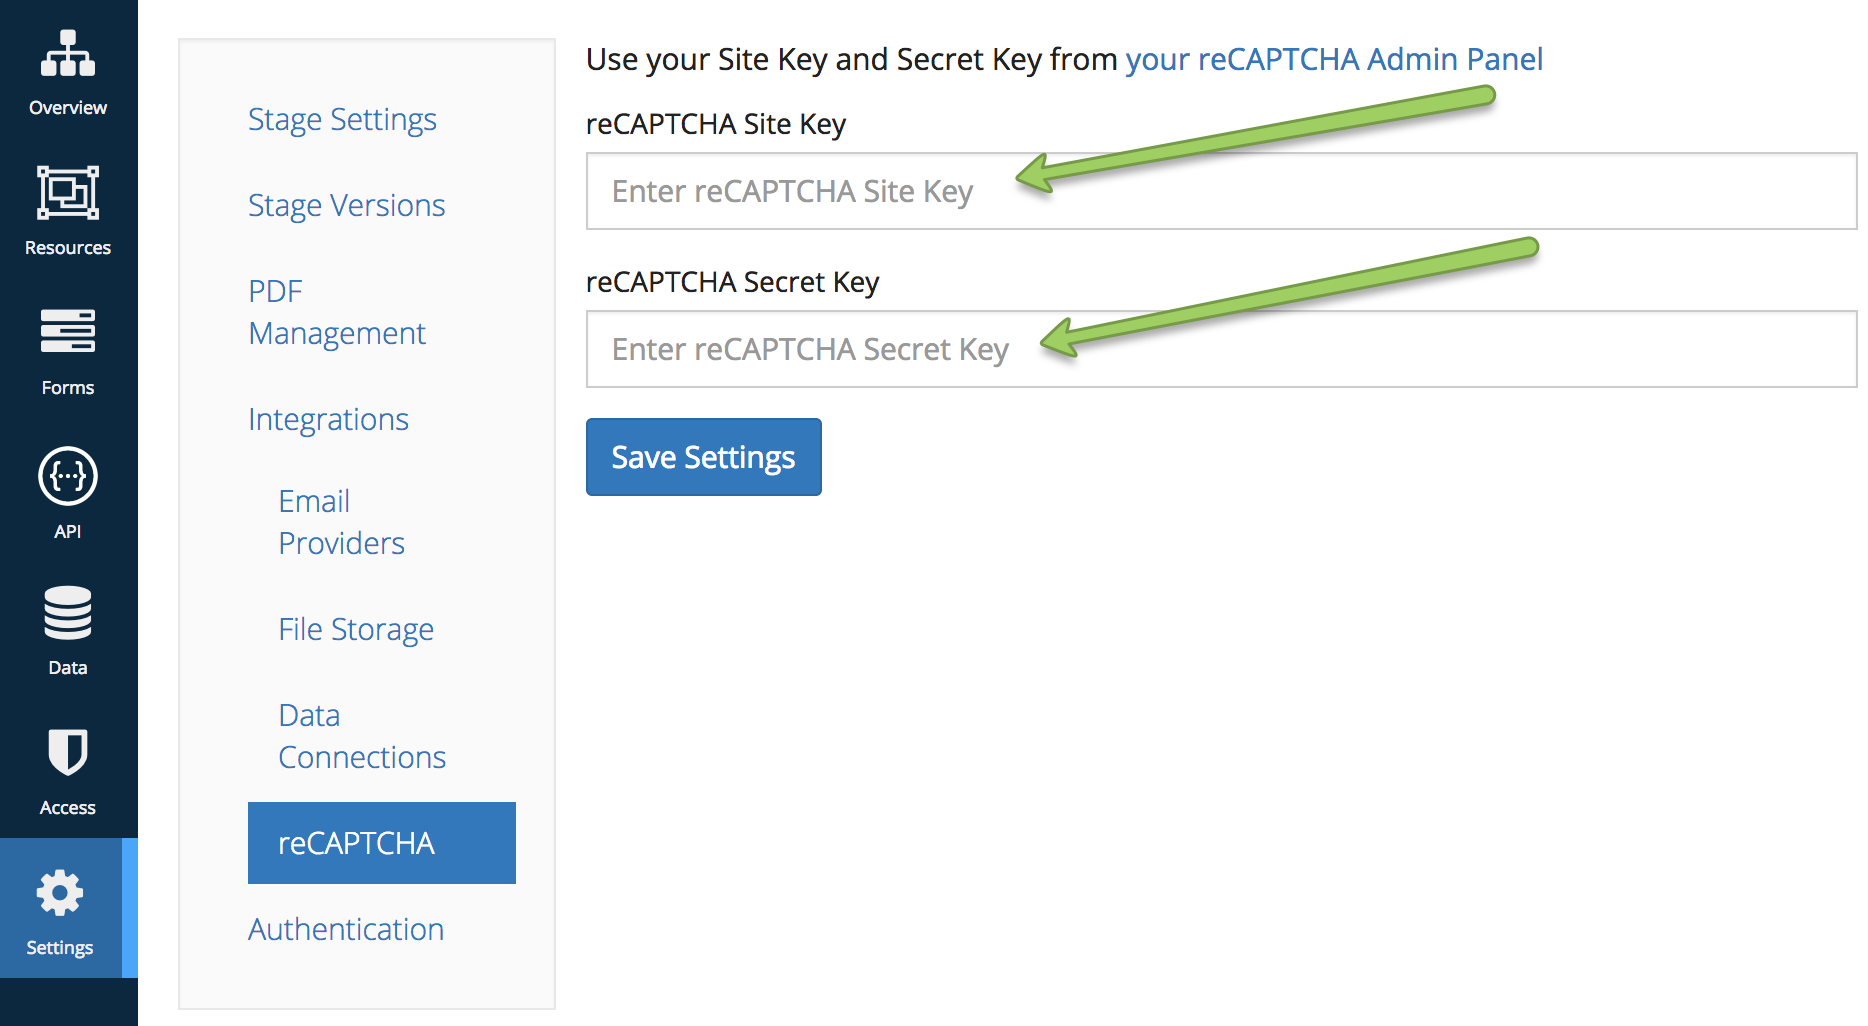 Overview
Resources
Forms
API
Data
Access
Settings
Stage Settings
Stage Versions
PDF
Management
Integrations
Email
Providers
File Storage
Data
Connections
reCAPTCHA
Authentication
Use your Site Key and Secret Key from your reCAPTCHA Admin Panel
reCAPTCHA Site Key
Enter reCAPTCHA Site Key
reCAPTCHA Secret Key
Enter reCAPTCHA Secret Key
Save Settings